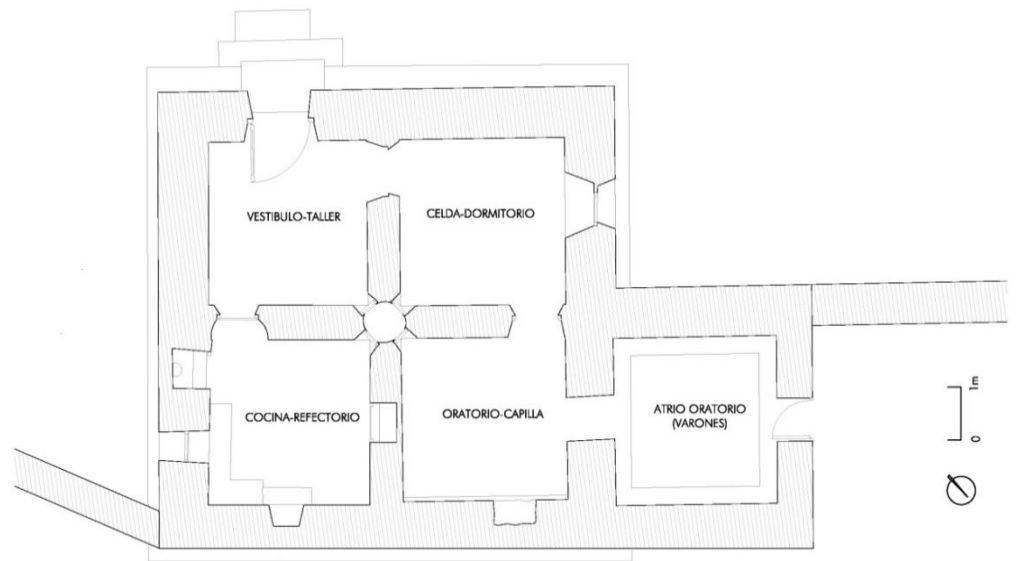 VESTIBULO-TALLER
CELDA-DORMITORIO
COCINA-REFECTORIO
ORATORIO-CAPILLA
ATRIO ORATORIO
(VARONES)
0
1m